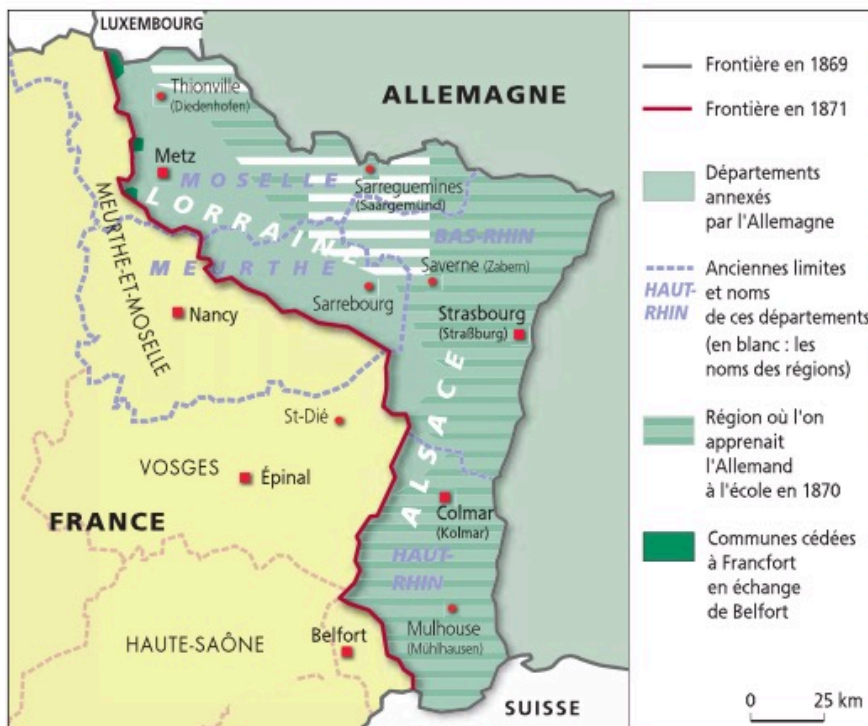 LUXEMBOURG
ALLEMAGNE
Thionville
(Diedenhofen)
Metz
MOSELLE
Sarreguemines
(Saargemünd)
LORRAINE
BAS-RHIN
MEURTHE
MEURTHE-ET-MOSELLE
Saverne (Zabern)
Sarrebourg
Nancy
Strasbourg
(Straßburg)
ALSACE
St-Dié
VOSGES
Épinal
FRANCE
Colmar
(Kolmar)
HAUT-
RHIN
HAUTE-SAÔNE
Belfort
Mulhouse
(Mühlhausen)
SUISSE
Frontière en 1869
Frontière en 1871
Départements
annexés
par l'Allemagne
HAUT-
RHIN
Anciennes limites
et noms
de ces départements
(en blanc : les
noms des régions)
Région où l'on
apprenait
l'Allemand
à l'école en 1870
Communes cédées
à Francfort
en échange
de Belfort
0 25 km